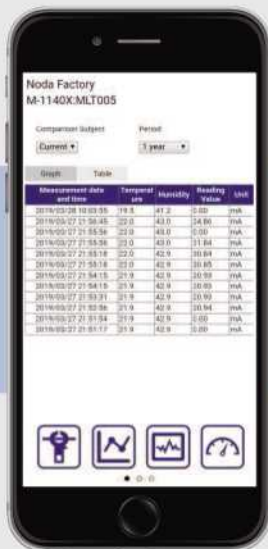 Noda Factory
M-1140X:MLT005
Comparison Subject Period
Current ▾ 1 year ▾
Graph Table
Measurement date and time Temperature Humidity Reading Value Unit
2019/03/28 10:03:55 19.5 41.2 0.00 mA
2019/03/27 21:56:45 22.0 43.0 24.86 mA
2019/03/27 21:55:56 22.0 43.0 0.00 mA
2019/03/27 21:55:56 22.0 43.0 31.84 mA
2019/03/27 21:55:18 22.0 42.9 30.84 mA
2019/03/27 21:55:18 22.0 42.9 30.85 mA
2019/03/27 21:54:15 21.9 42.9 20.93 mA
2019/03/27 21:54:15 21.9 42.9 20.93 mA
2019/03/27 21:53:31 21.9 42.9 20.93 mA
2019/03/27 21:52:56 21.9 42.9 20.94 mA
2019/03/27 21:51:54 21.9 42.9 0.00 mA
2019/03/27 21:51:17 21.9 42.9 0.00 mA